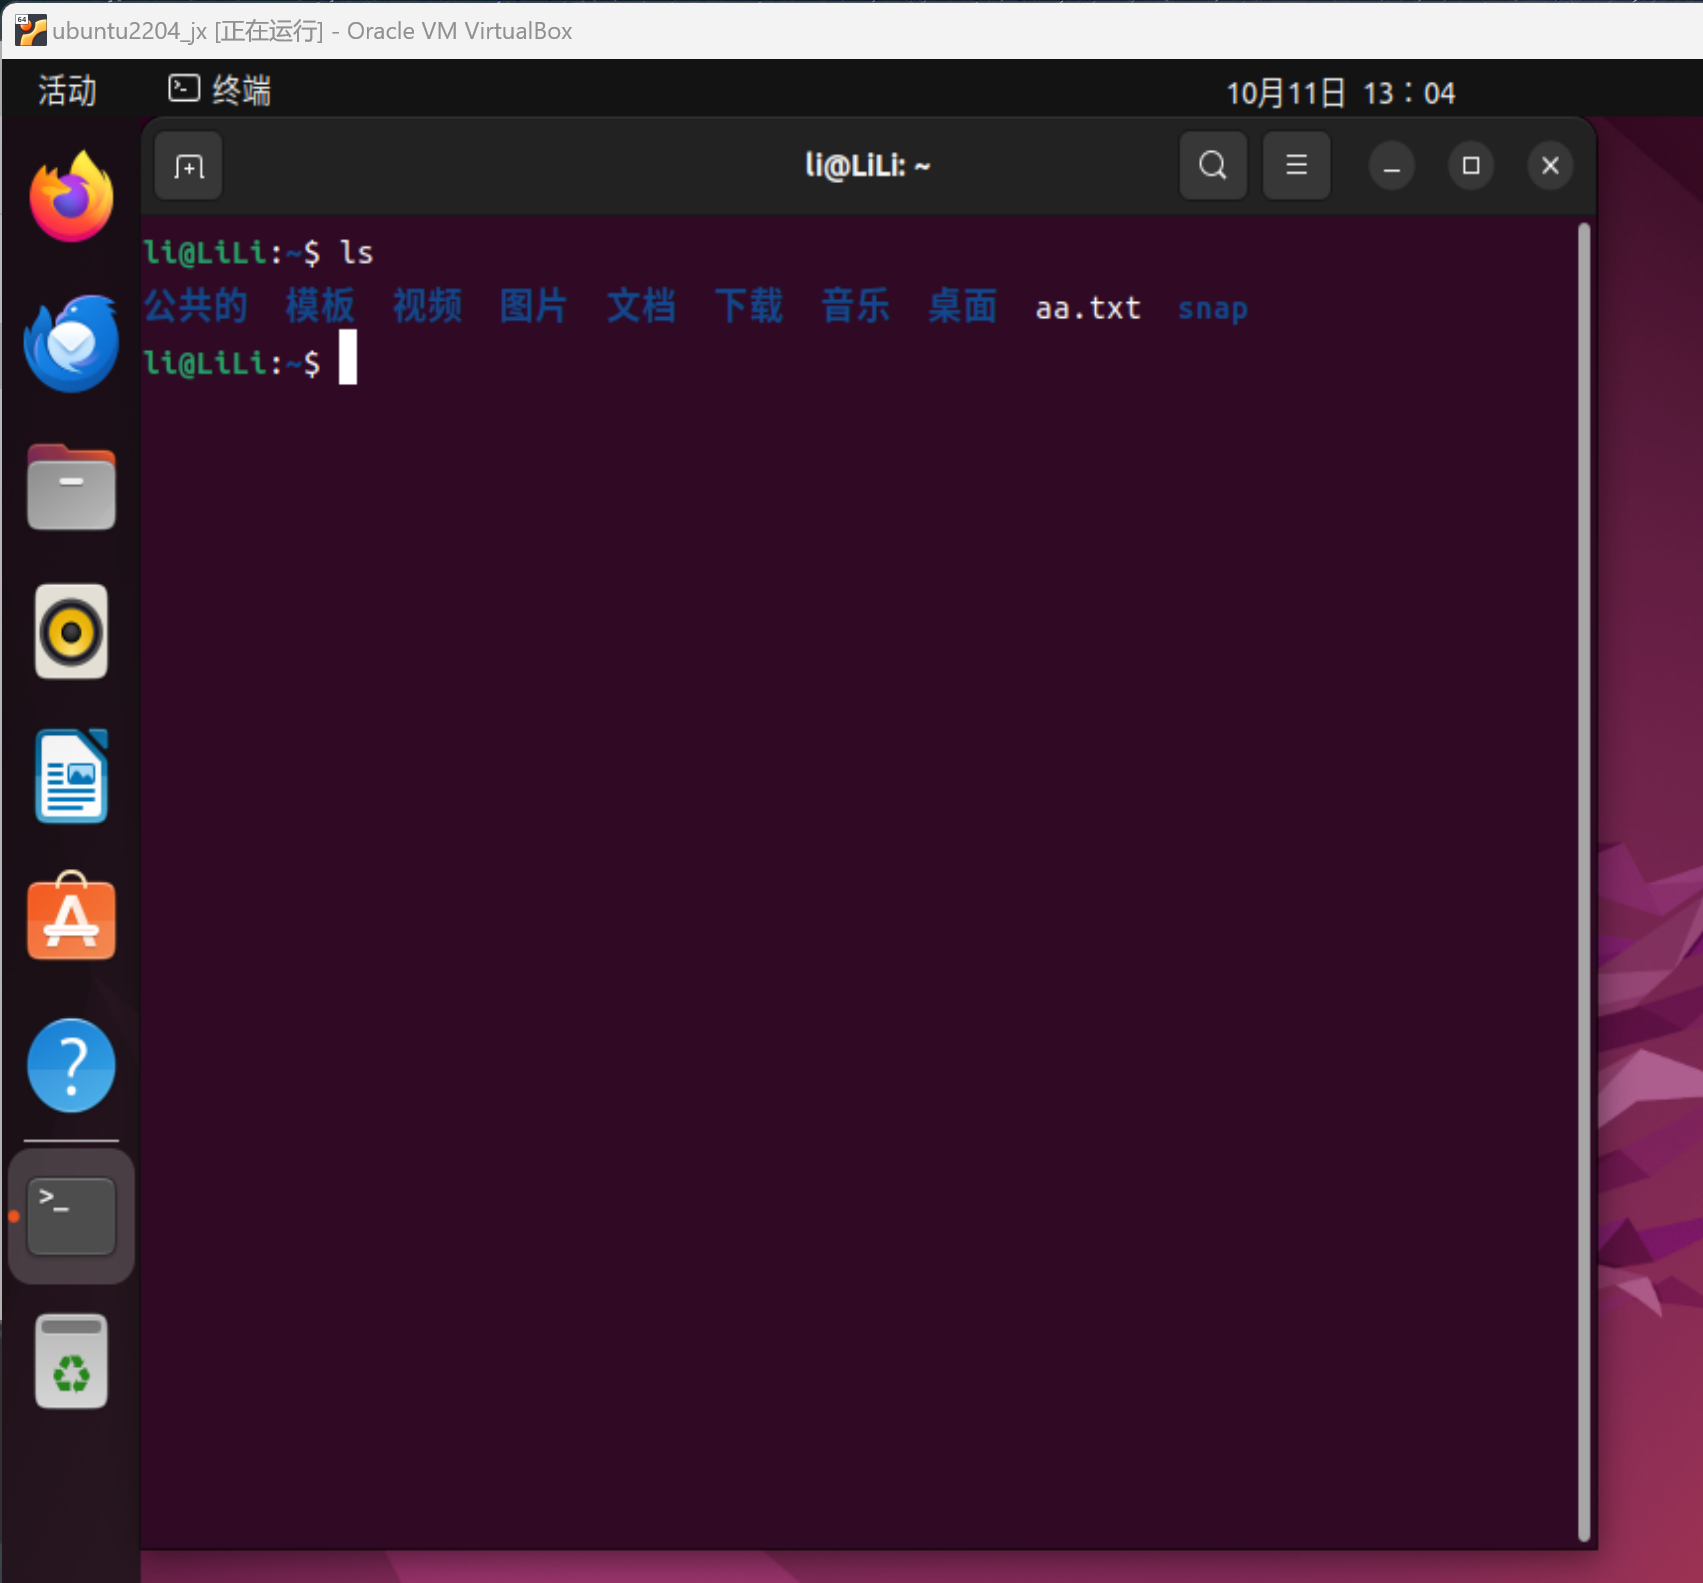 ubuntu2204_jx [正在运行] - Oracle VM VirtualBox
活动 终端 10月11日 13：04
li@LiLi: ~
li@LiLi:~$ ls
公共的 模板 视频 图片 文档 下载 音乐 桌面 aa.txt snap
li@LiLi:~$